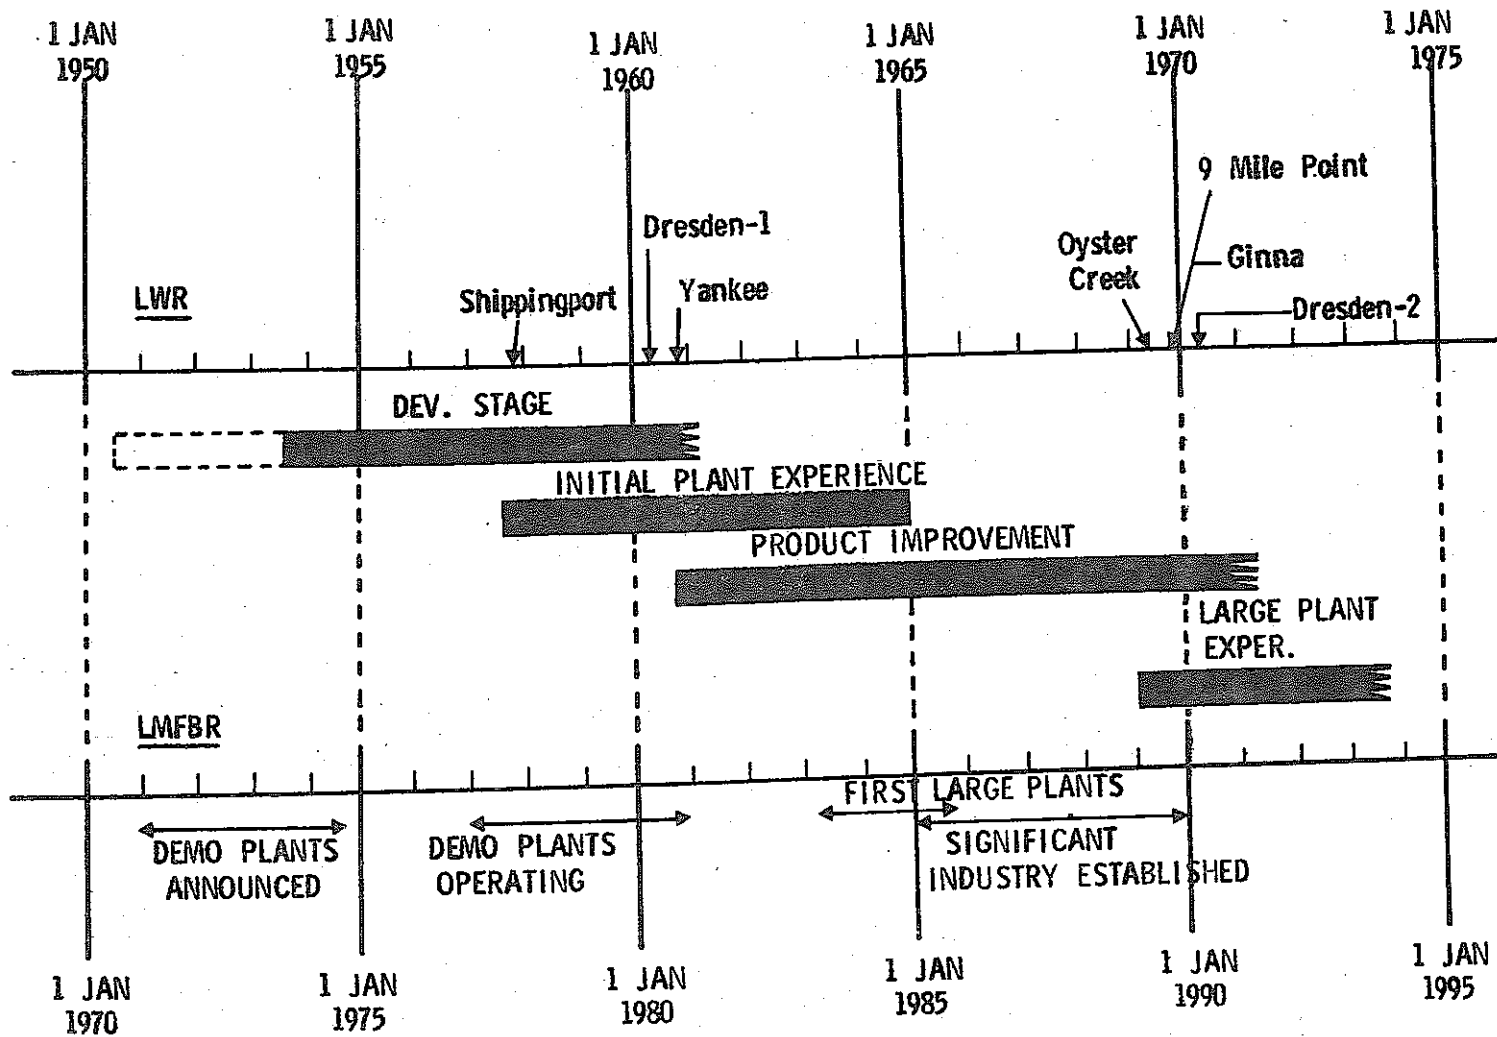 1 JAN
1950
1 JAN
1955
1 JAN
1960
1 JAN
1965
1 JAN
1970
1 JAN
1975
9 Mile Point
Dresden-1
Oyster
Creek
Ginna
LWR
Shippingport
Yankee
Dresden-2
DEV. STAGE
INITIAL PLANT EXPERIENCE
PRODUCT IMPROVEMENT
LARGE PLANT
EXPER.
LMFBR
FIRST LARGE PLANTS
DEMO PLANTS
ANNOUNCED
DEMO PLANTS
OPERATING
SIGNIFICANT
INDUSTRY ESTABLISHED
1 JAN
1970
1 JAN
1975
1 JAN
1980
1 JAN
1985
1 JAN
1990
1 JAN
1995